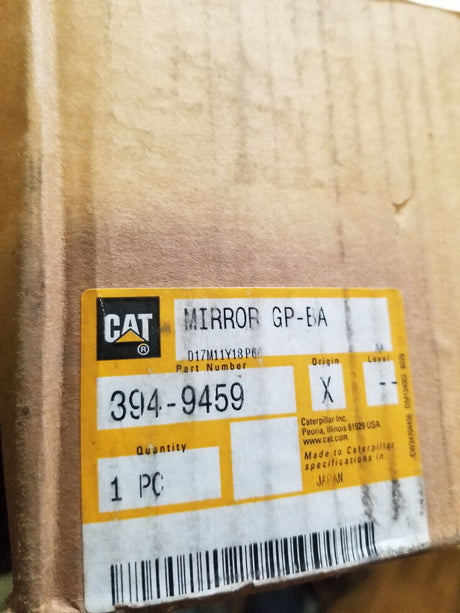 CAT
®
MIRROR GP-BA
D17M11Y18P66
Part Number
Origin
Level
394-9459
X
--
Caterpillar Inc.
Peoria, Illinois 61629 USA
www.cat.com
Made to Caterpillar
specifications in.
JAPAN
Quantity
1 PC